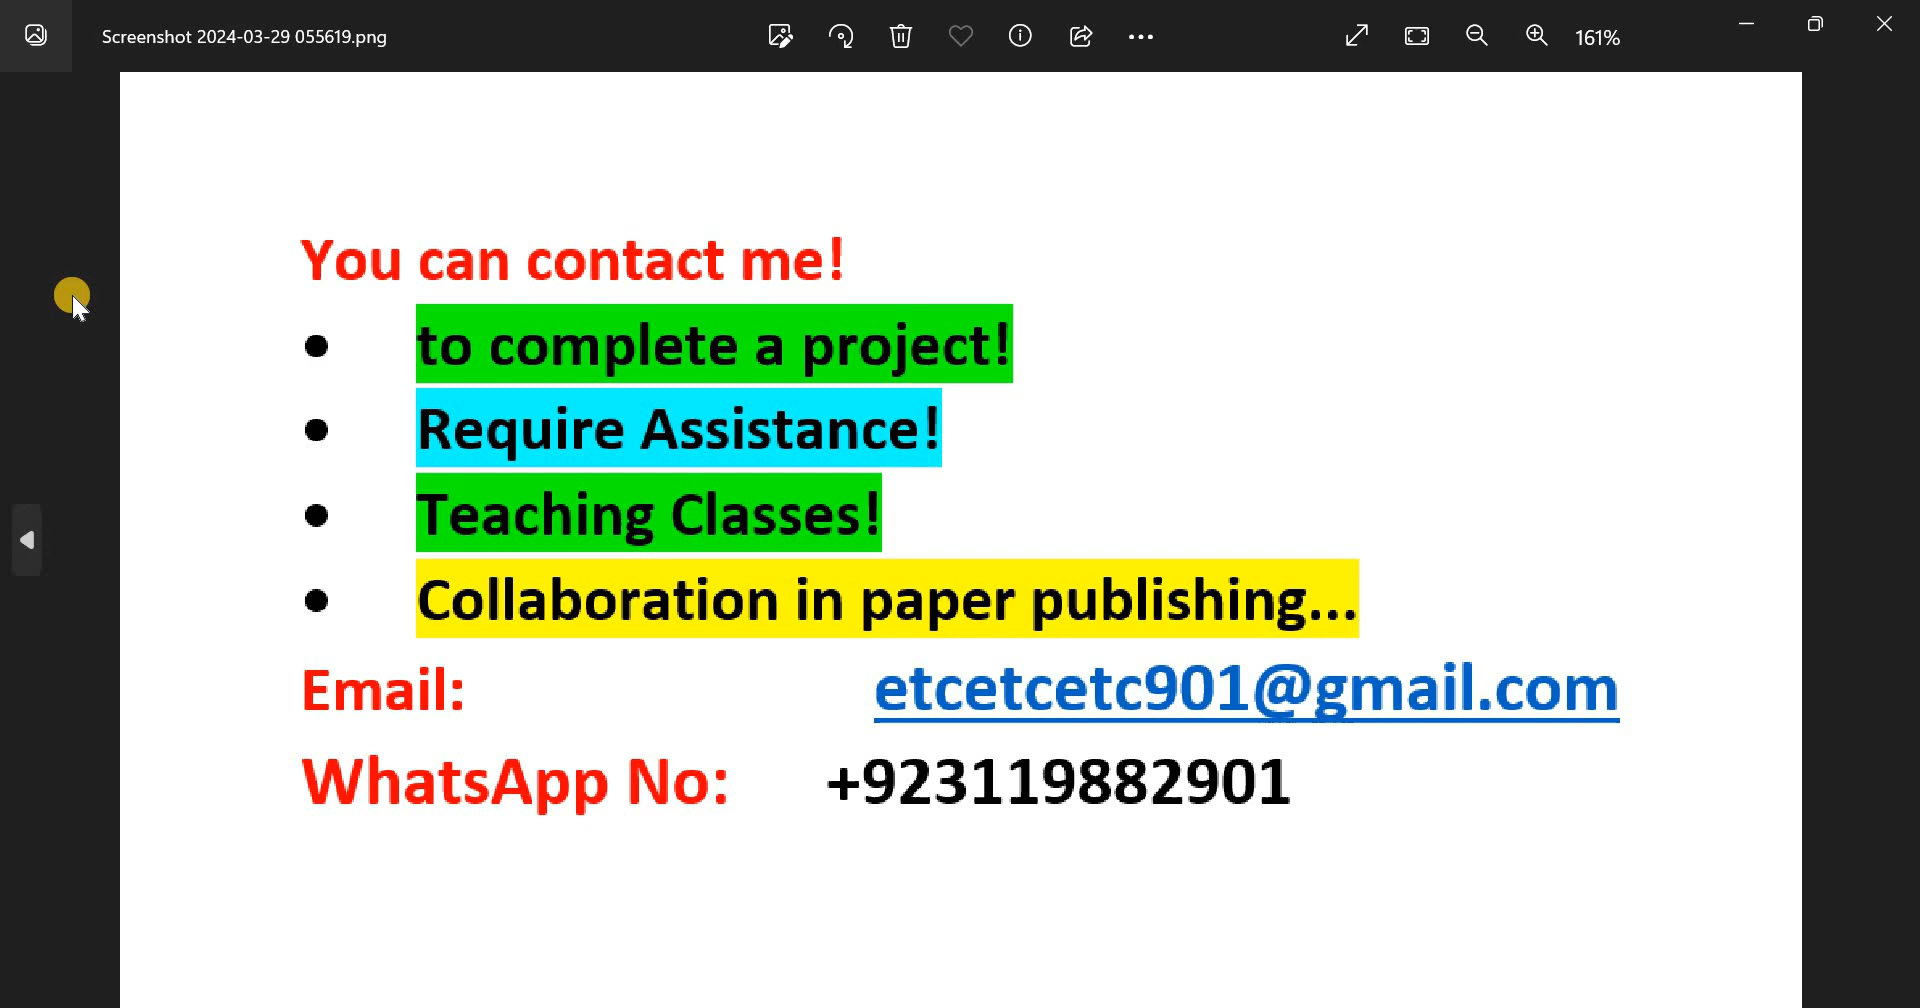 Screenshot 2024-03-29 055619.png
161%
You can contact me!
• to complete a project!
• Require Assistance!
• Teaching Classes!
• Collaboration in paper publishing...
Email: etcetcetc901@gmail.com
WhatsApp No: +923119882901